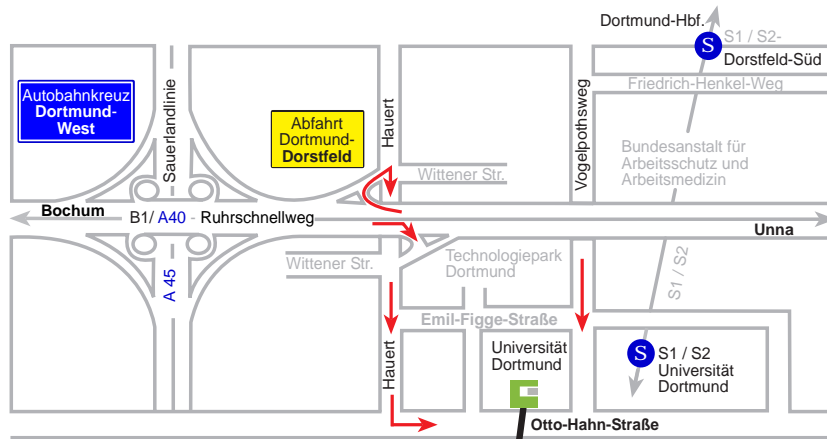 Dortmund-Hbf.
S1 / S2-
S
Dorstfeld-Süd
Friedrich-Henkel-Weg
Autobahnkreuz
Dortmund-
West
Sauerlandlinie
Abfahrt
Dortmund-
Dorstfeld
Hauert
Vogelpothsweg
Bundesanstalt für
Arbeitsschutz und
Arbeitsmedizin
Wittener Str.
Bochum
B1/ A40 - Ruhrschnellweg
Unna
Wittener Str.
Technologiepark
Dortmund
A 45
S1 / S2
Emil-Figge-Straße
Hauert
Universität
Dortmund
S
S1 / S2
Universität
Dortmund
Otto-Hahn-Straße